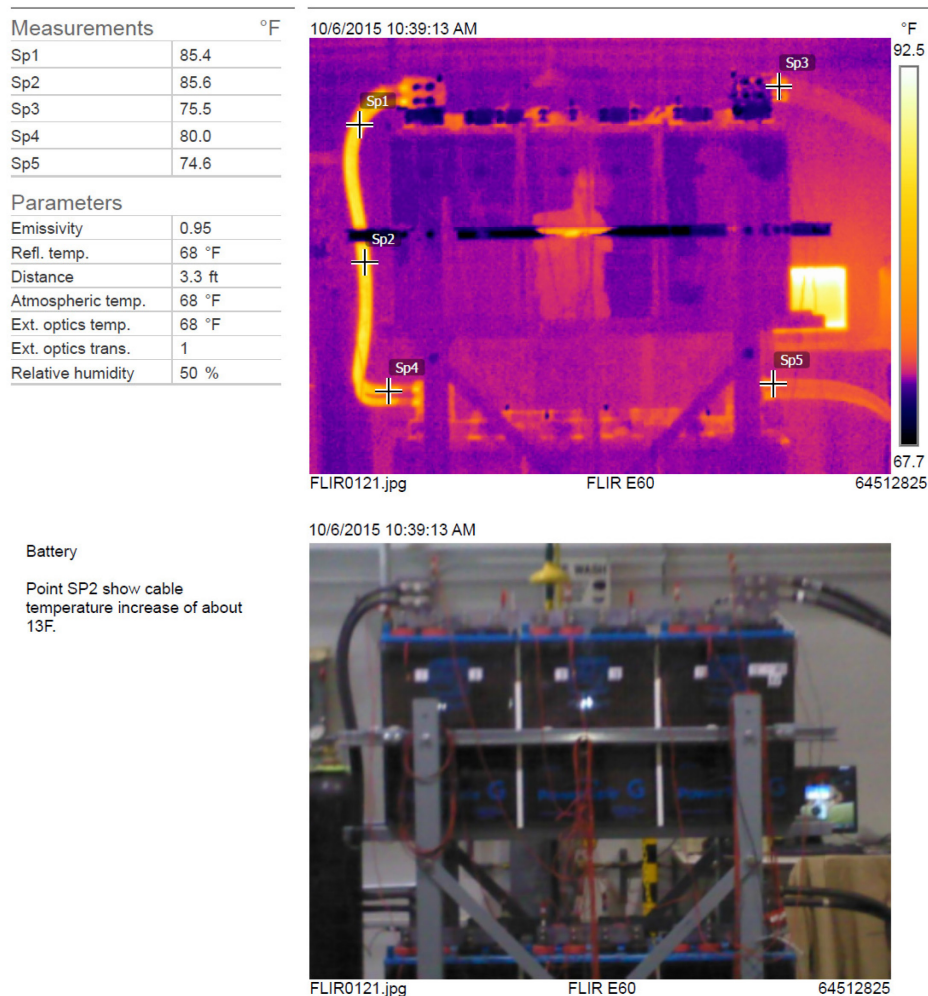 Measurements °F
Sp1 85.4
Sp2 85.6
Sp3 75.5
Sp4 80.0
Sp5 74.6
Parameters
Emissivity 0.95
Refl. temp. 68 °F
Distance 3.3 ft
Atmospheric temp. 68 °F
Ext. optics temp. 68 °F
Ext. optics trans. 1
Relative humidity 50 %
10/6/2015 10:39:13 AM
°F
92.5
Sp3
Sp1
Sp2
Sp4
Sp5
67.7
FLIR0121.jpg FLIR E60 64512825
Battery
Point SP2 show cable
temperature increase of about
13F.
10/6/2015 10:39:13 AM
WASH
G
FLIR0121.jpg FLIR E60 64512825